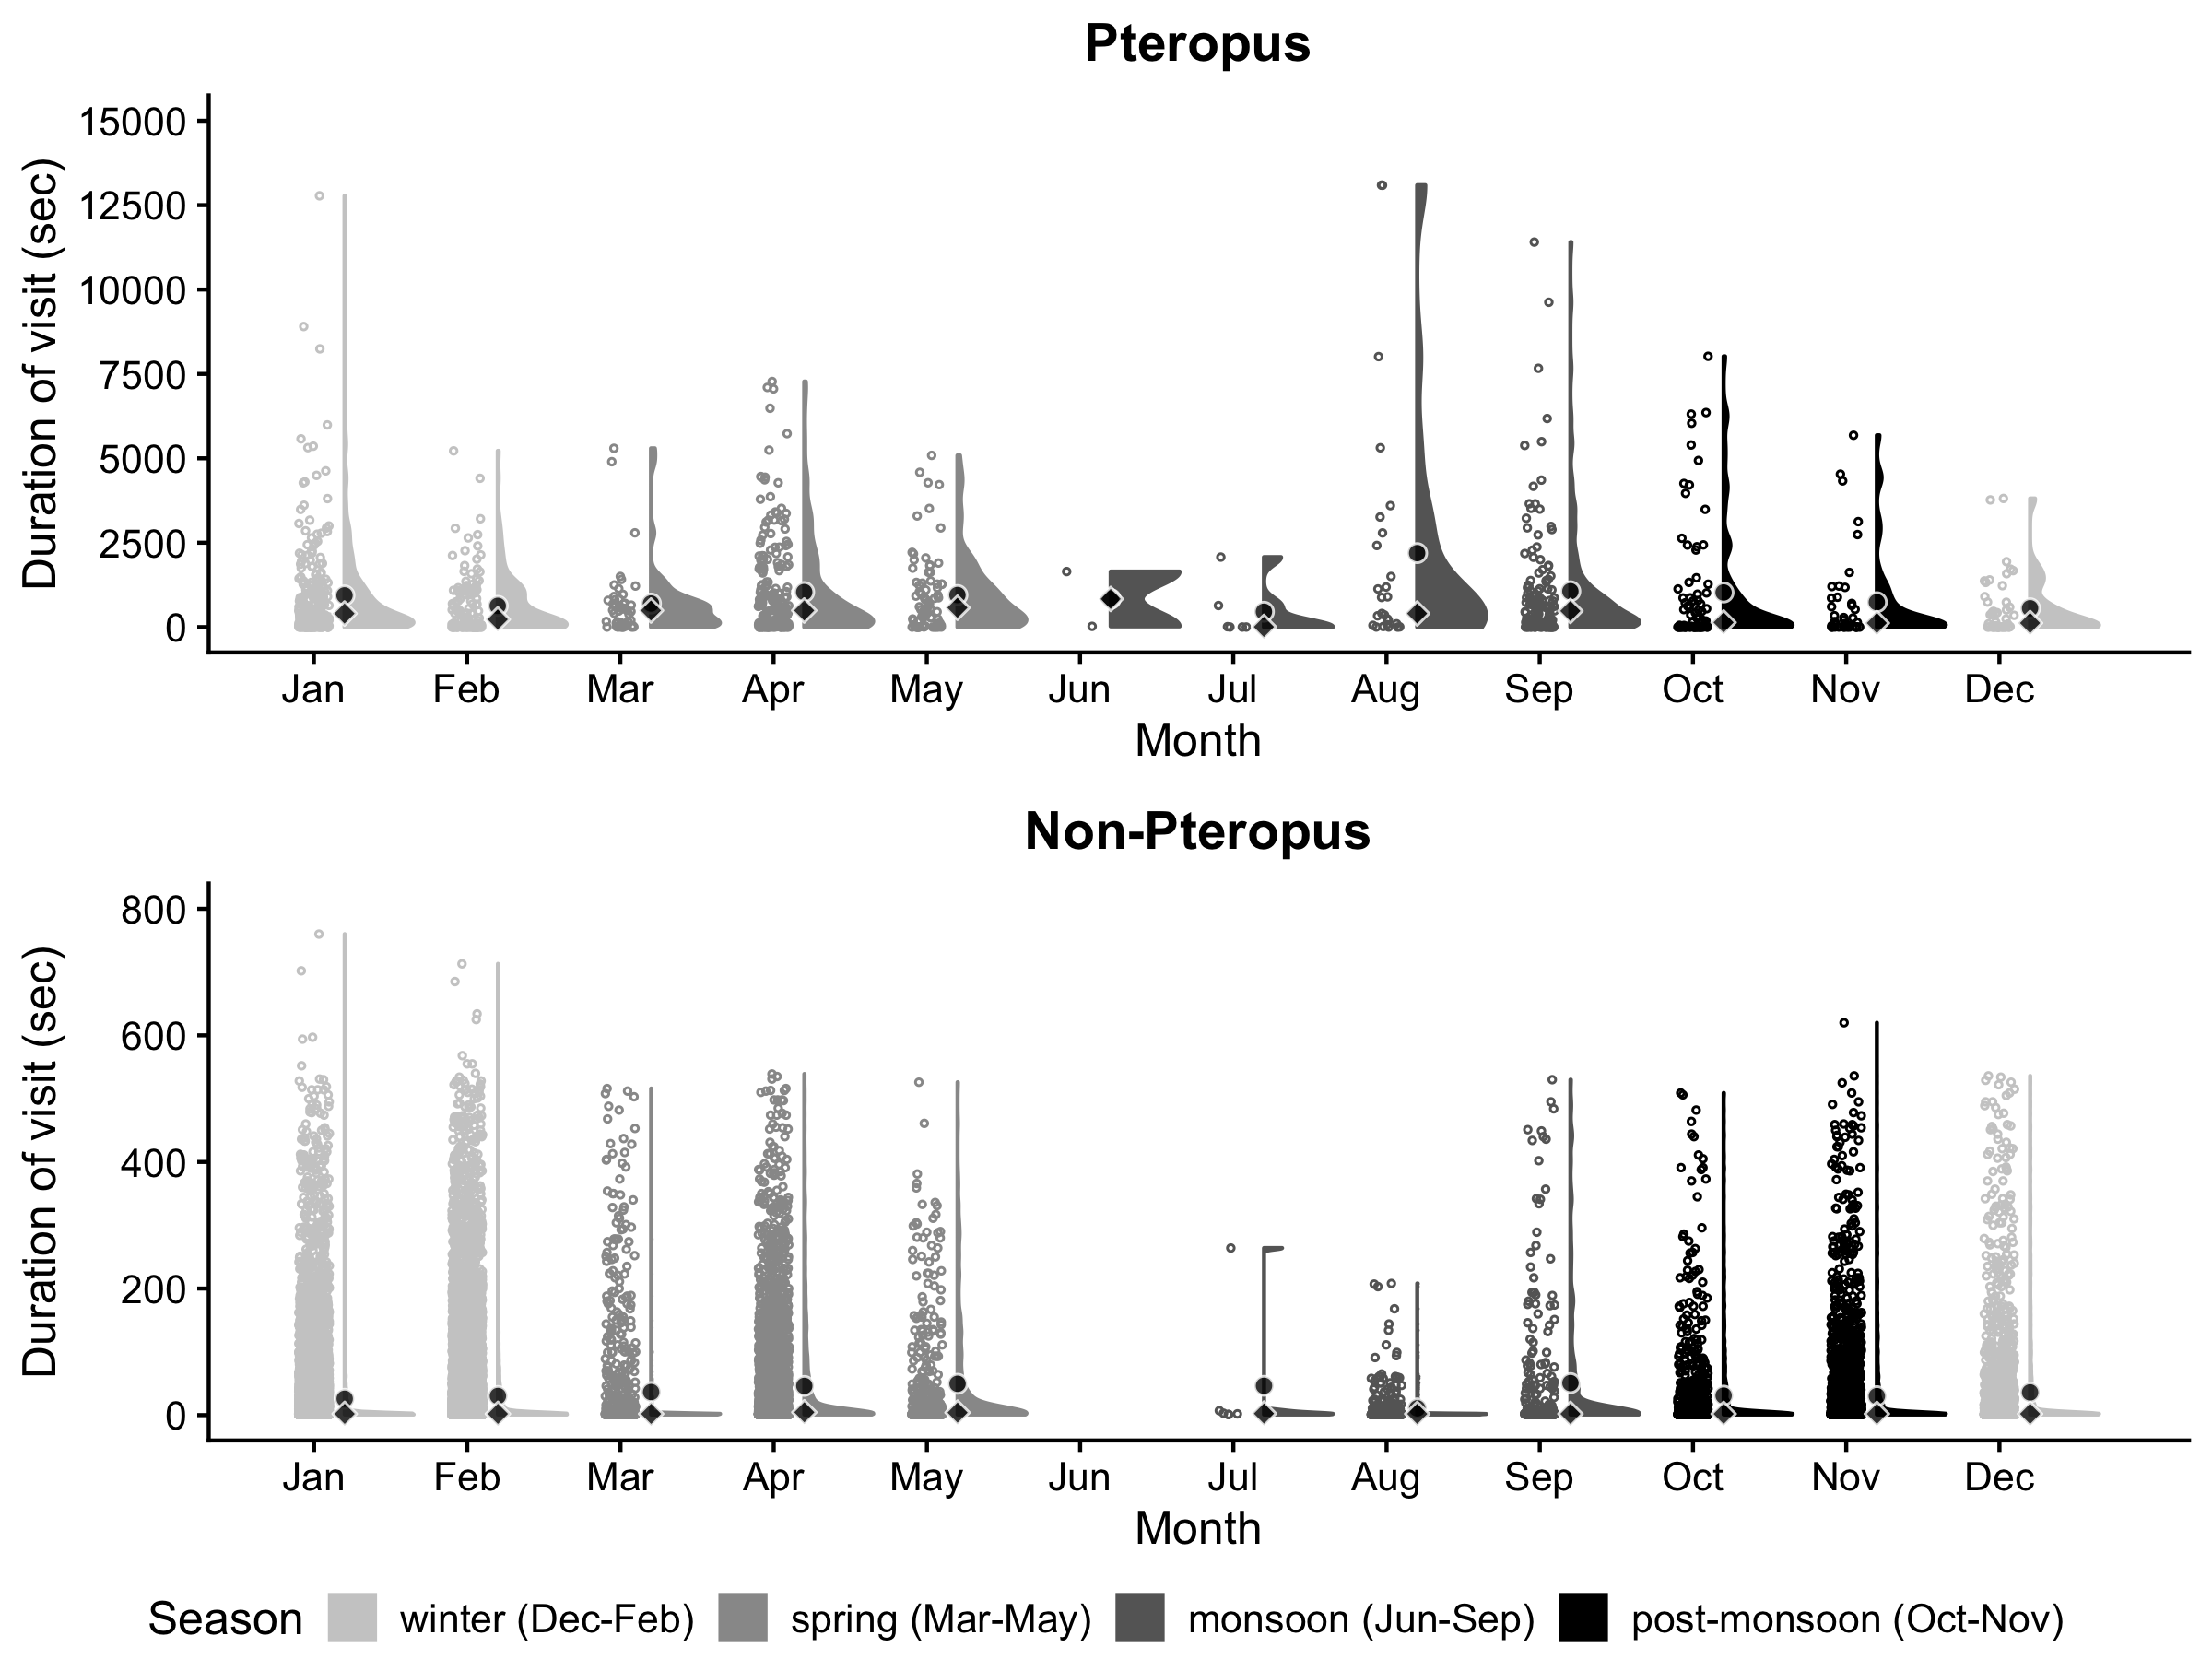 Pteropus
Duration of visit (sec)
15000
12500
10000
7500
5000
2500
0
Jan Feb Mar Apr May Jun Jul Aug Sep Oct Nov Dec
Month
Non-Pteropus
Duration of visit (sec)
800
600
400
200
0
Jan Feb Mar Apr May Jun Jul Aug Sep Oct Nov Dec
Month
Season winter (Dec-Feb) spring (Mar-May) monsoon (Jun-Sep) post-monsoon (Oct-Nov)